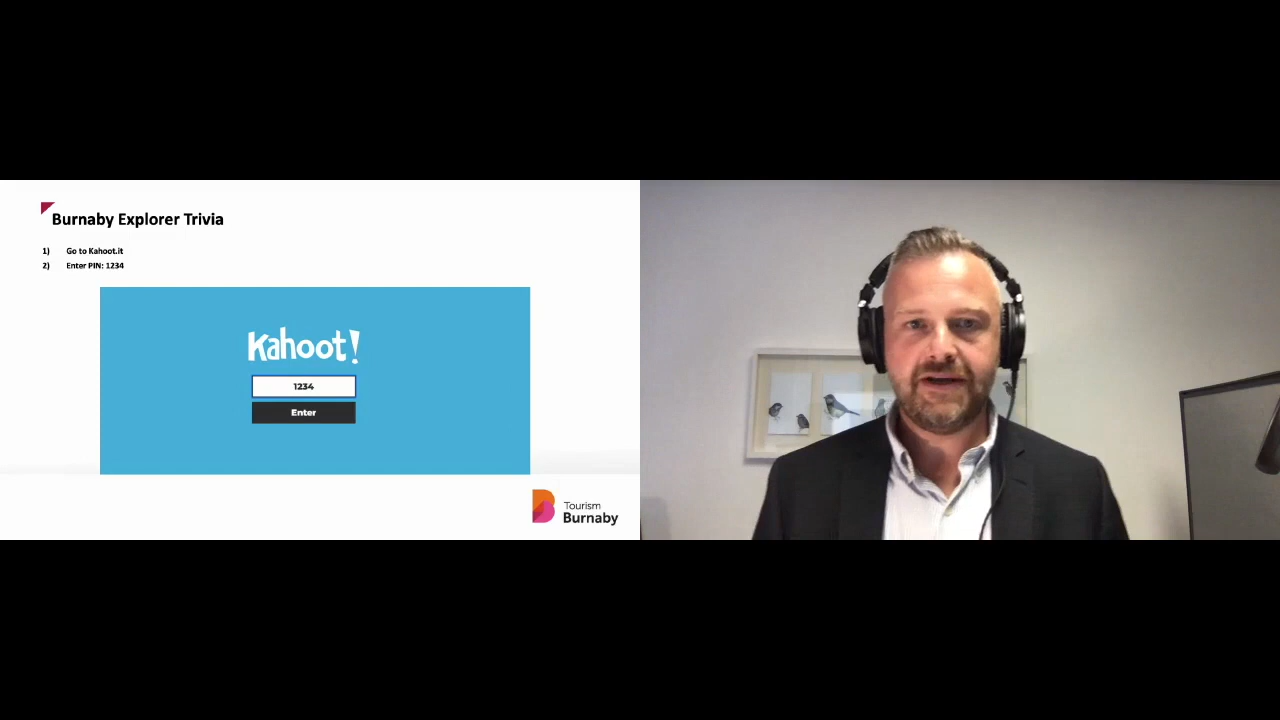 Burnaby Explorer Trivia
1) Go to Kahoot.it
2) Enter PIN: 1234
Kahoot!
1234
Enter
Tourism
Burnaby